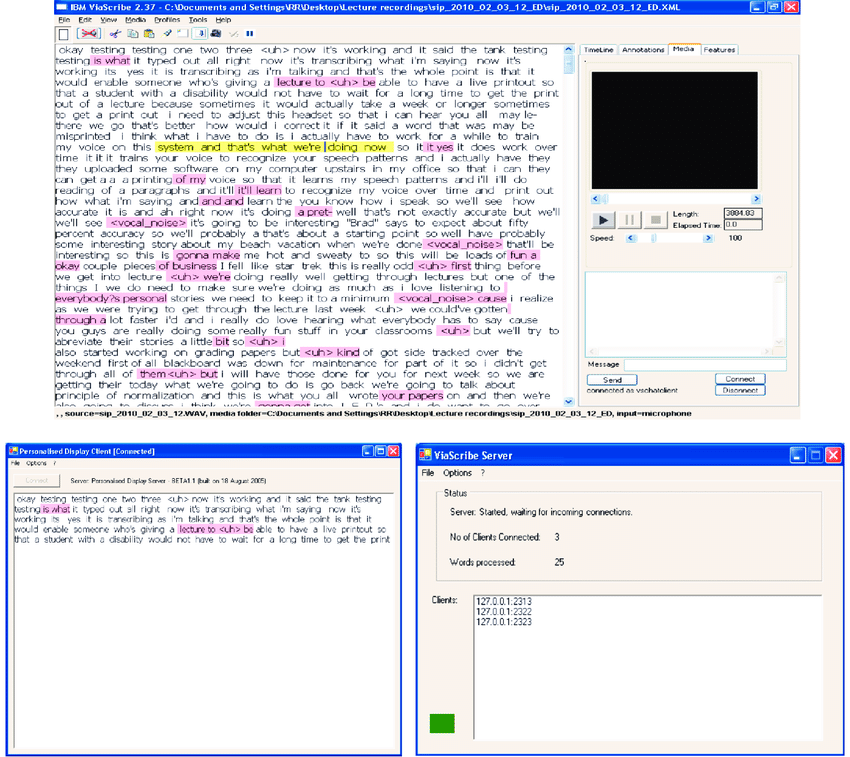 IBM ViaScribe 2.37 - C:\Documents and Settings\RR\Desktop\Lecture recordings\sip_2010_02_03_12_ED\sip_2010_02_03_12_ED.XML
File Edit View Media Profiles Tools Help
okay testing testing one two three <uh> now it's working and it said the tank testing
testing is what it typed out all right now it's transcribing what i'm saying now it's
working its yes it is transcribing as i'm talking and that's the whole point is that it
would enable someone who's giving a lecture to <uh> be able to have a live printout so
that a student with a disability would not have to wait for a long time to get the print
out of a lecture because sometimes it would actually take a week or longer sometimes
to get a print out i need to adjust this headset so that i can hear you all may le-
there we go that's better how would i correct it if it said a word that was may be
misprinted i think what i have to do is i actually have to work for a while to train
my voice on this system and that's what we're doing now so it it yes it does work over
time it it it trains your voice to recognize your speech patterns and i actually have they
they uploaded some software on my computer upstairs in my office so that i can they
can get a a a printing of my voice so that it learns my speech patterns and i'll i'll do
reading of a paragraphs and it'll it'll learn to recognize my voice over time and print out
how what i'm saying and and and learn the you know how i speak so we'll see how
accurate it is and ah right now it's doing a pret- well that's not exactly accurate but we'll
we'll see <vocal_noise> it's going to be interesting "Brad" says to expect about fifty
percent accuracy so we'll probably a that's about a starting point so well have probably
some interesting story about my beach vacation when we're done <vocal_noise> that'll be
interesting so this is gonna make me hot and sweaty to so this will be loads of fun a
okay couple pieces of business I fell like star trek this is really odd <uh> first thing before
we get into lecture <uh> we're doing really well getting through lectures but one of the
things I we do need to make sure we're doing as much as i love listening to
everybody?s personal stories we need to keep it to a minimum <vocal_noise> cause i realize
as we were trying to get through the lecture last week <uh> we could've gotten
through a lot faster i'd and i really do love hearing what everybody has to say cause
you guys are really doing some really fun stuff in your classrooms <uh> but we'll try to
abreviate their stories a little bit so <uh> i
also started working on grading papers but <uh> kind of got side tracked over the
weekend first of all blackboard was down for maintenance for part of it so i didn't get
through all of them <uh> but i will have those done for you for next week so we are
getting their today what we're going to do is go back we're going to talk about
principle of normalization and this is what you all wrote your papers on and then we're
also going to discuss i think we're gonna get into I.E.P.'s and i do want to go over
TimeLine Annotations Media Features
Length: 3884.83
Elapsed Time: 0.0
Speed: 100
Message
Send Connect
connected as vschatclient Disconnect
, , source=sip_2010_02_03_12.WAV, media folder=C:\Documents and Settings\RR\Desktop\Lecture recordings\sip_2010_02_03_12_ED, input=microphone
Personalised Display Client [Connected]
File Options ?
Connect Server: Personalised Display Server - BETA1.1 (built on 18 August 2005)
okay testing testing one two three <uh> now it's working and it said the tank testing
testing is what it typed out all right now it's transcribing what i'm saying now it's
working its yes it is transcribing as i'm talking and that's the whole point is that it
would enable someone who's giving a lecture to <uh> be able to have a live printout so
that a student with a disability would not have to wait for a long time to get the print
ViaScribe Server
File Options ?
Status
Server: Started, waiting for incoming connections.
No of Clients Connected: 3
Words processed: 25
Clients:
127.0.0.1:2313
127.0.0.1:2322
127.0.0.1:2323